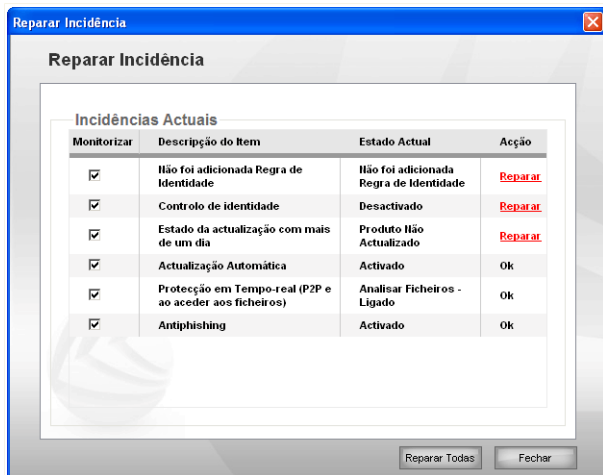 Reparar Incidência
Reparar Incidência
Incidências Actuais
Monitorizar Descripção do Item Estado Actual Acção
Não foi adicionada Regra de Identidade Não foi adicionada Regra de Identidade Reparar
Controlo de identidade Desactivado Reparar
Estado da actualização com mais de um dia Produto Não Actualizado Reparar
Actualização Automática Activado Ok
Protecção em Tempo-real (P2P e ao aceder aos ficheiros) Analisar Ficheiros - Ligado Ok
Antiphishing Activado Ok
Reparar Todas Fechar